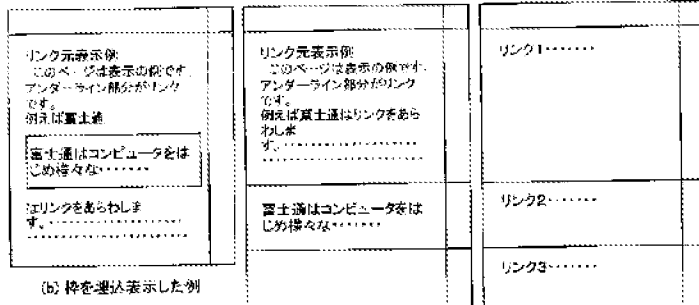 リンク元表示例
このページは表示の例です。
アンダーライン部分がリンク
です。
例えば富士通
富士通はコンピュータをは
じめ様々な・・・・・・・
はリンクをあらわしま
す。・・・・・・・・・・・・・・・
・・・・・・・・・・・・・・・・・
(b) 枠を埋込表示した例
リンク元表示例
このページは表示の例です。
アンダーライン部分がリンク
です。
例えば富士通はリンクをあら
わしま
す。・・・・・・・・・・・・・・・
・・・・・・・・・・・・・・・・・
富士通はコンピュータをは
じめ様々な・・・・・・・
リンク1・・・・・・・
リンク2・・・・・・・
リンク3・・・・・・・